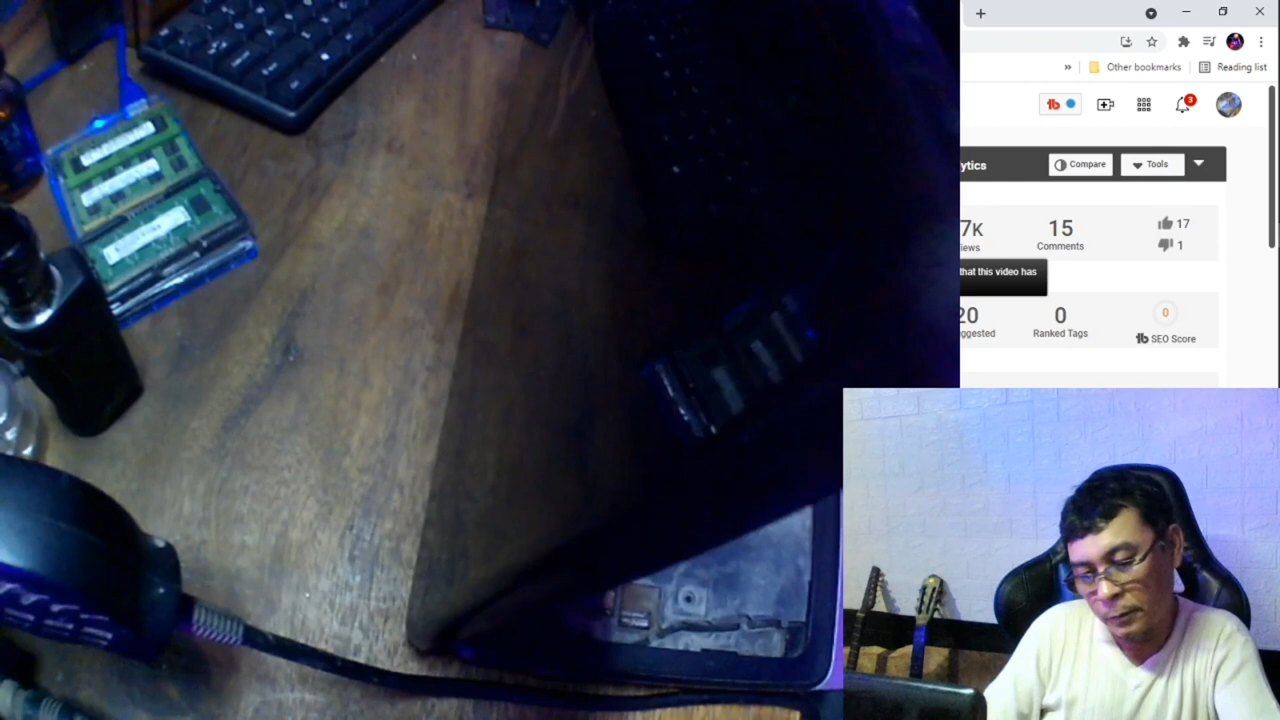 Other bookmarks
Reading list
3
ytics
Compare
Tools
7K
15
17
iews
Comments
1
that this video has
20
0
0
ggested
Ranked Tags
SEO Score